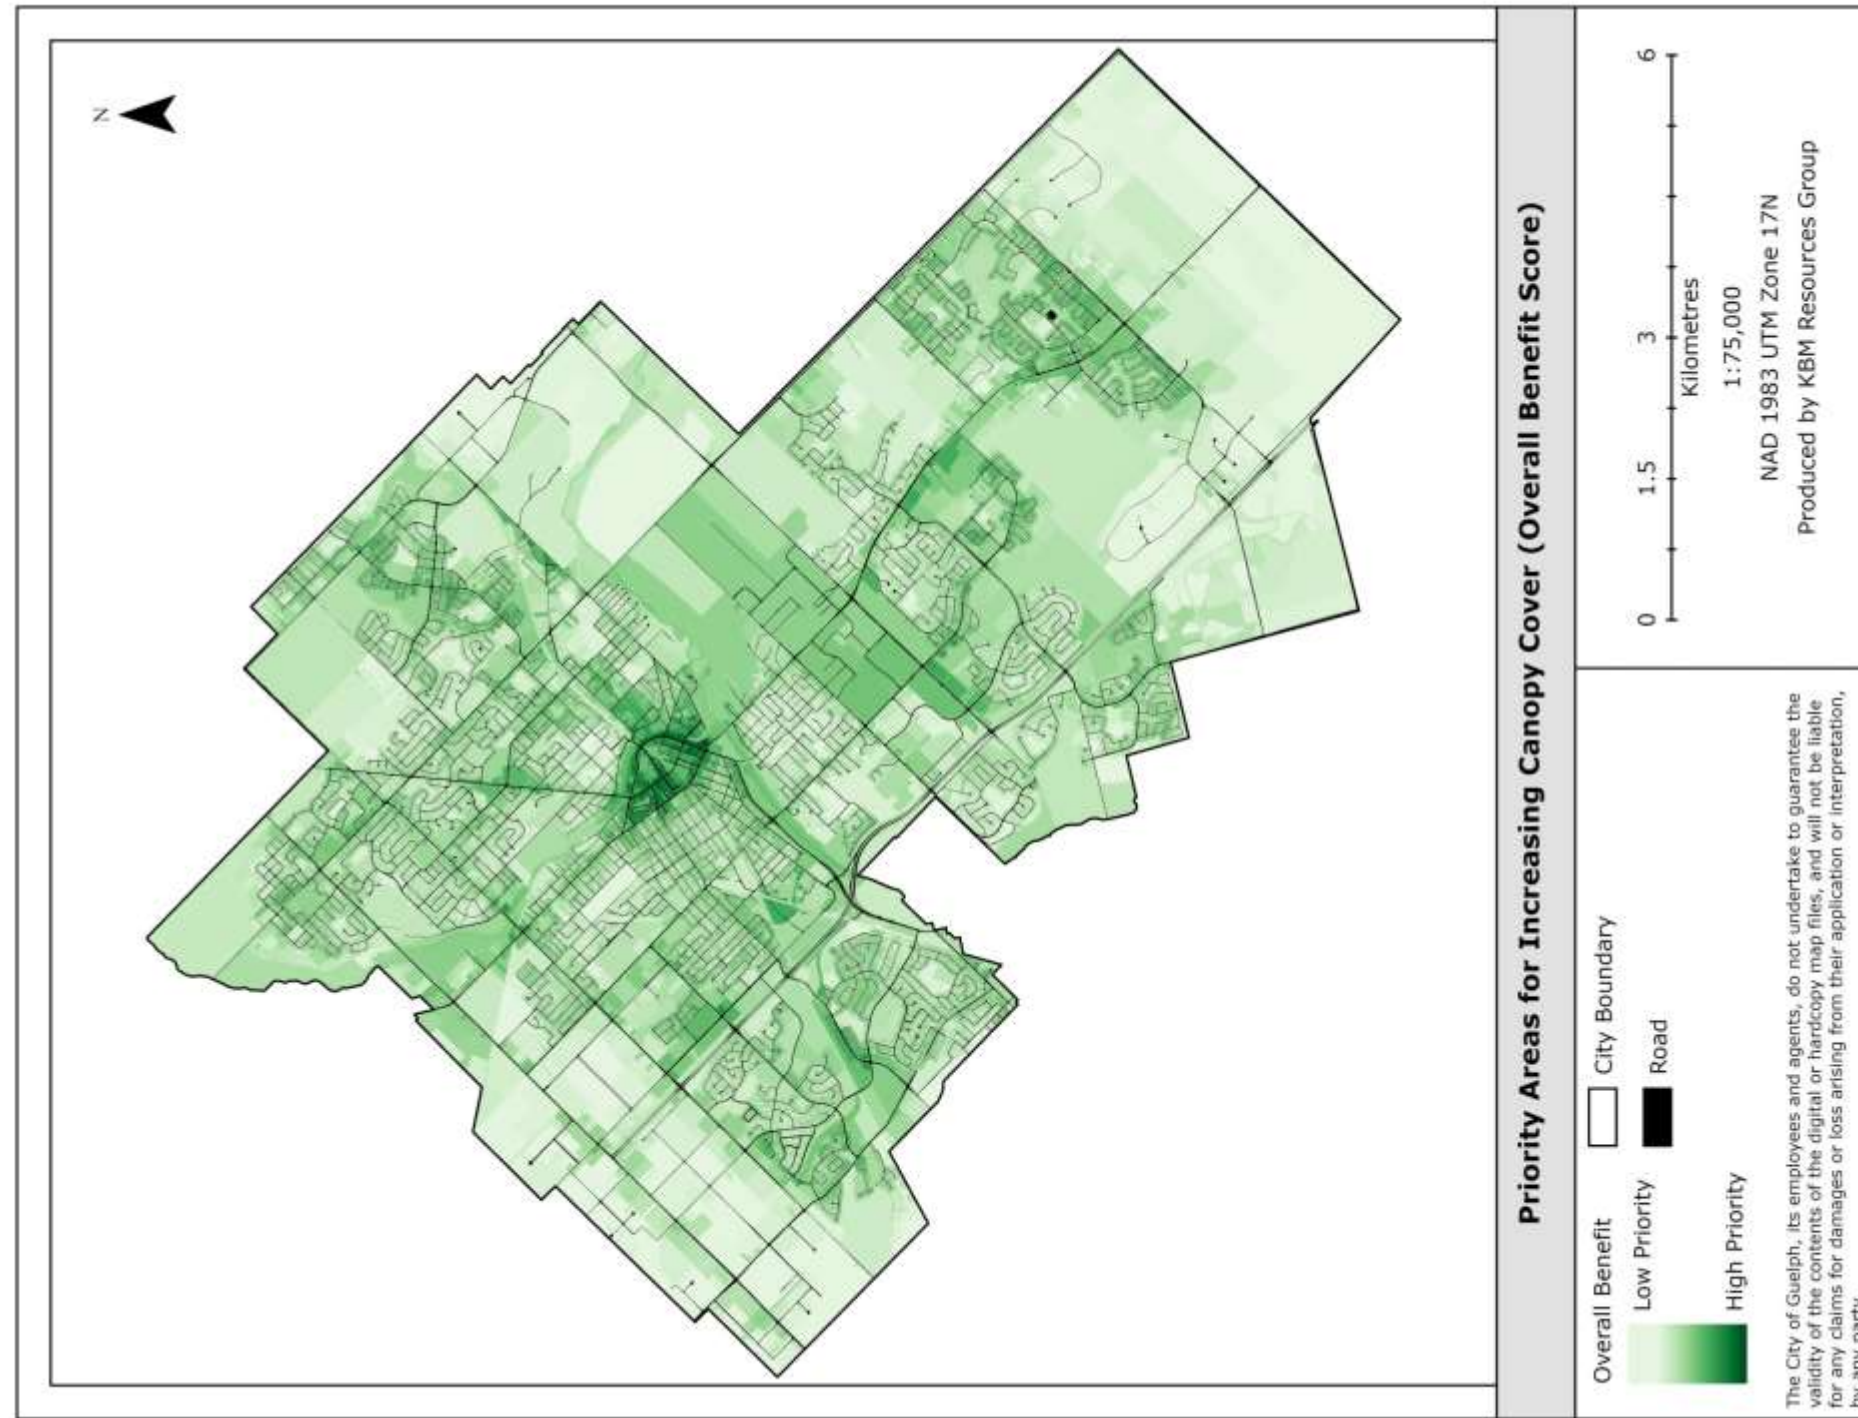 N
Priority Areas for Increasing Canopy Cover (Overall Benefit Score)
Overall Benefit
Low Priority
High Priority
City Boundary
Road
The City of Guelph, its employees and agents, do not undertake to guarantee the
validity of the contents of the digital or hardcopy map files, and will not be liable
for any claims for damages or loss arising from their application or interpretation,
by any party
0 1.5 3 6
Kilometres
1:75,000
NAD 1983 UTM Zone 17N
Produced by KBM Resources Group